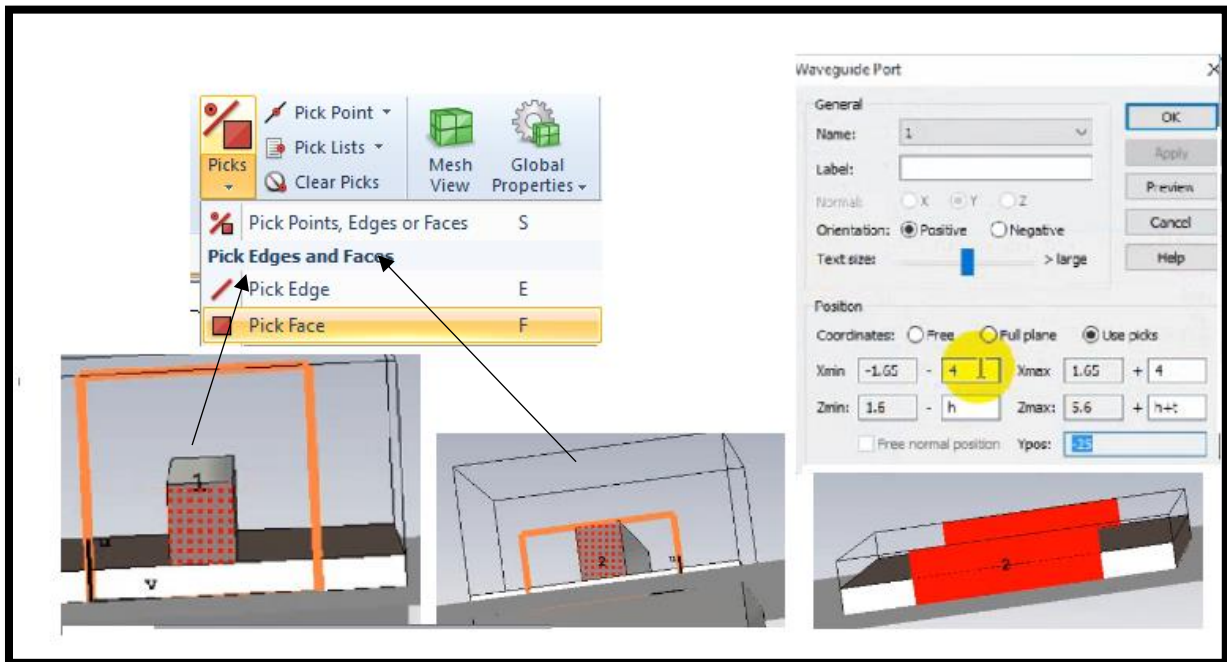 Pick Point
Pick Lists
Clear Picks
Picks
Mesh
View
Global
Properties
Pick Points, Edges or Faces S
Pick Edges and Faces
Pick Edge E
Pick Face F
1
u
v
2
u
Waveguide Port
General
Name: 1
Label:
Normal: X Y Z
Orientation: Positive Negative
Text size: > large
OK
Apply
Preview
Cancel
Help
Position
Coordinates: Free Full plane Use picks
Xmin -1.65 - 4 Xmax 1.65 + 4
Zmin: 1.6 - h Zmax: 5.6 + h+t
Free normal position Ypos: -25
2